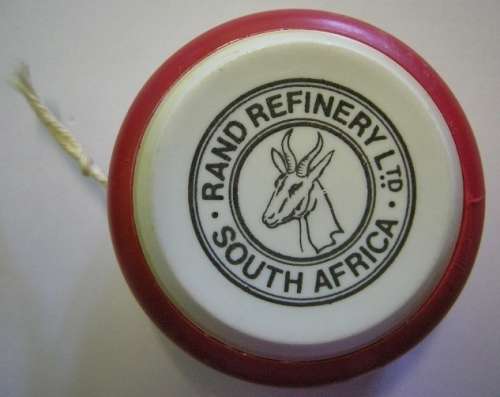 RAND REFINERY LTD.
SOUTH AFRICA